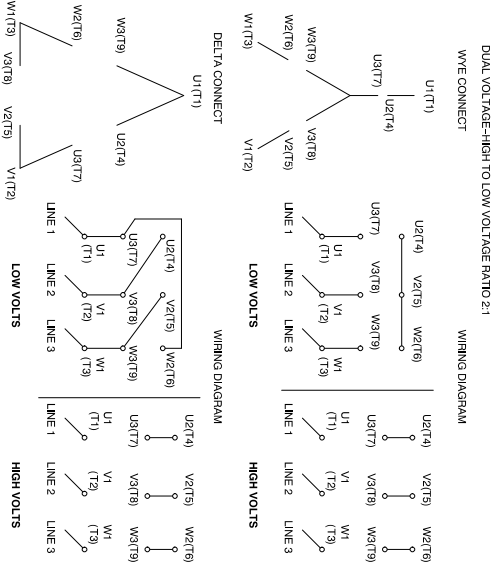 DUAL VOLTAGE–HIGH TO LOW VOLTAGE RATIO 2:1
WYE CONNECT
WIRING DIAGRAM
U1(T1)
U2(T4)
U3(T7)
W3(T9)
V3(T8)
W2(T6)
V2(T5)
W1(T3)
V1(T2)
U2(T4) V2(T5) W2(T6)
U3(T7) V3(T8) W3(T9)
U1 V1 W1
(T1) (T2) (T3)
LINE 1 LINE 2 LINE 3
LOW VOLTS
U2(T4) V2(T5) W2(T6)
U3(T7) V3(T8) W3(T9)
U1 V1 W1
(T1) (T2) (T3)
LINE 1 LINE 2 LINE 3
HIGH VOLTS
DELTA CONNECT
WIRING DIAGRAM
U1(T1)
W3(T9)
U2(T4)
W2(T6)
U3(T7)
W1(T3)
V3(T8)
V2(T5)
V1(T2)
U2(T4) V2(T5) W2(T6)
U3(T7) V3(T8) W3(T9)
U1 V1 W1
(T1) (T2) (T3)
LINE 1 LINE 2 LINE 3
LOW VOLTS
U2(T4) V2(T5) W2(T6)
U3(T7) V3(T8) W3(T9)
U1 V1 W1
(T1) (T2) (T3)
LINE 1 LINE 2 LINE 3
HIGH VOLTS